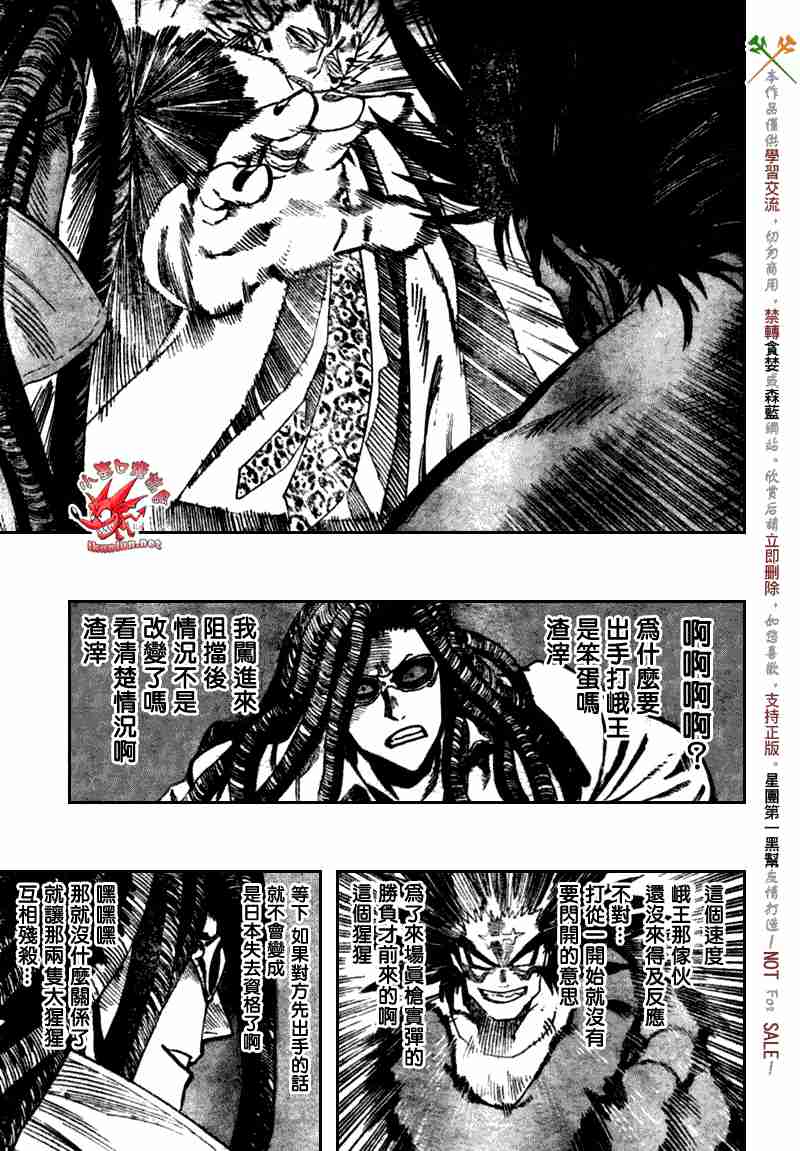 啊啊啊啊?
為什麼要
出手打峨王
是笨蛋嗎
渣滓
我闖進來
阻擋後
情況不是
改變了嗎
看清楚情況啊
渣滓
這個速度
峨王那傢伙
還沒來得及反應
不對…
打從一開始就沒有
要閃開的意思
為了來場真槍實彈的
勝負才前來的啊
這個猩猩
等下 如果對方先出手的話
就不會變成
是日本失去資格了啊
嘿嘿嘿
那就沒什麼關係了
就讓那兩隻大猩猩
互相殘殺…
本作品僅供學習交流，切勿商用，禁轉貪婪或森藍網站。欣賞后請立即刪除，如您喜歡，支持正版。星團第一黑幫友情打造—NOT For SALE—